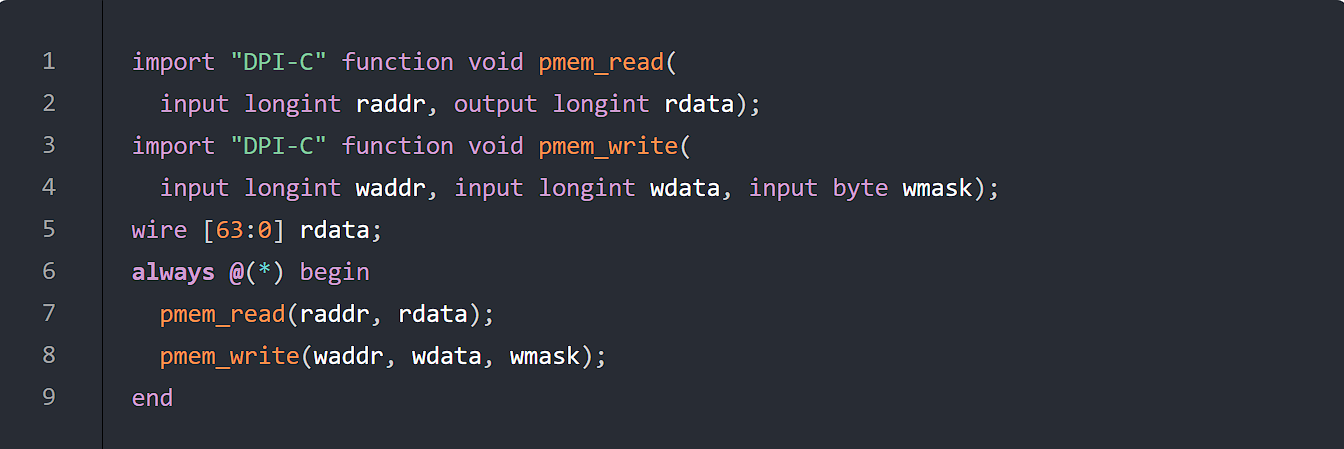 1 import "DPI-C" function void pmem_read(
2 input longint raddr, output longint rdata);
3 import "DPI-C" function void pmem_write(
4 input longint waddr, input longint wdata, input byte wmask);
5 wire [63:0] rdata;
6 always @(*) begin
7 pmem_read(raddr, rdata);
8 pmem_write(waddr, wdata, wmask);
9 end